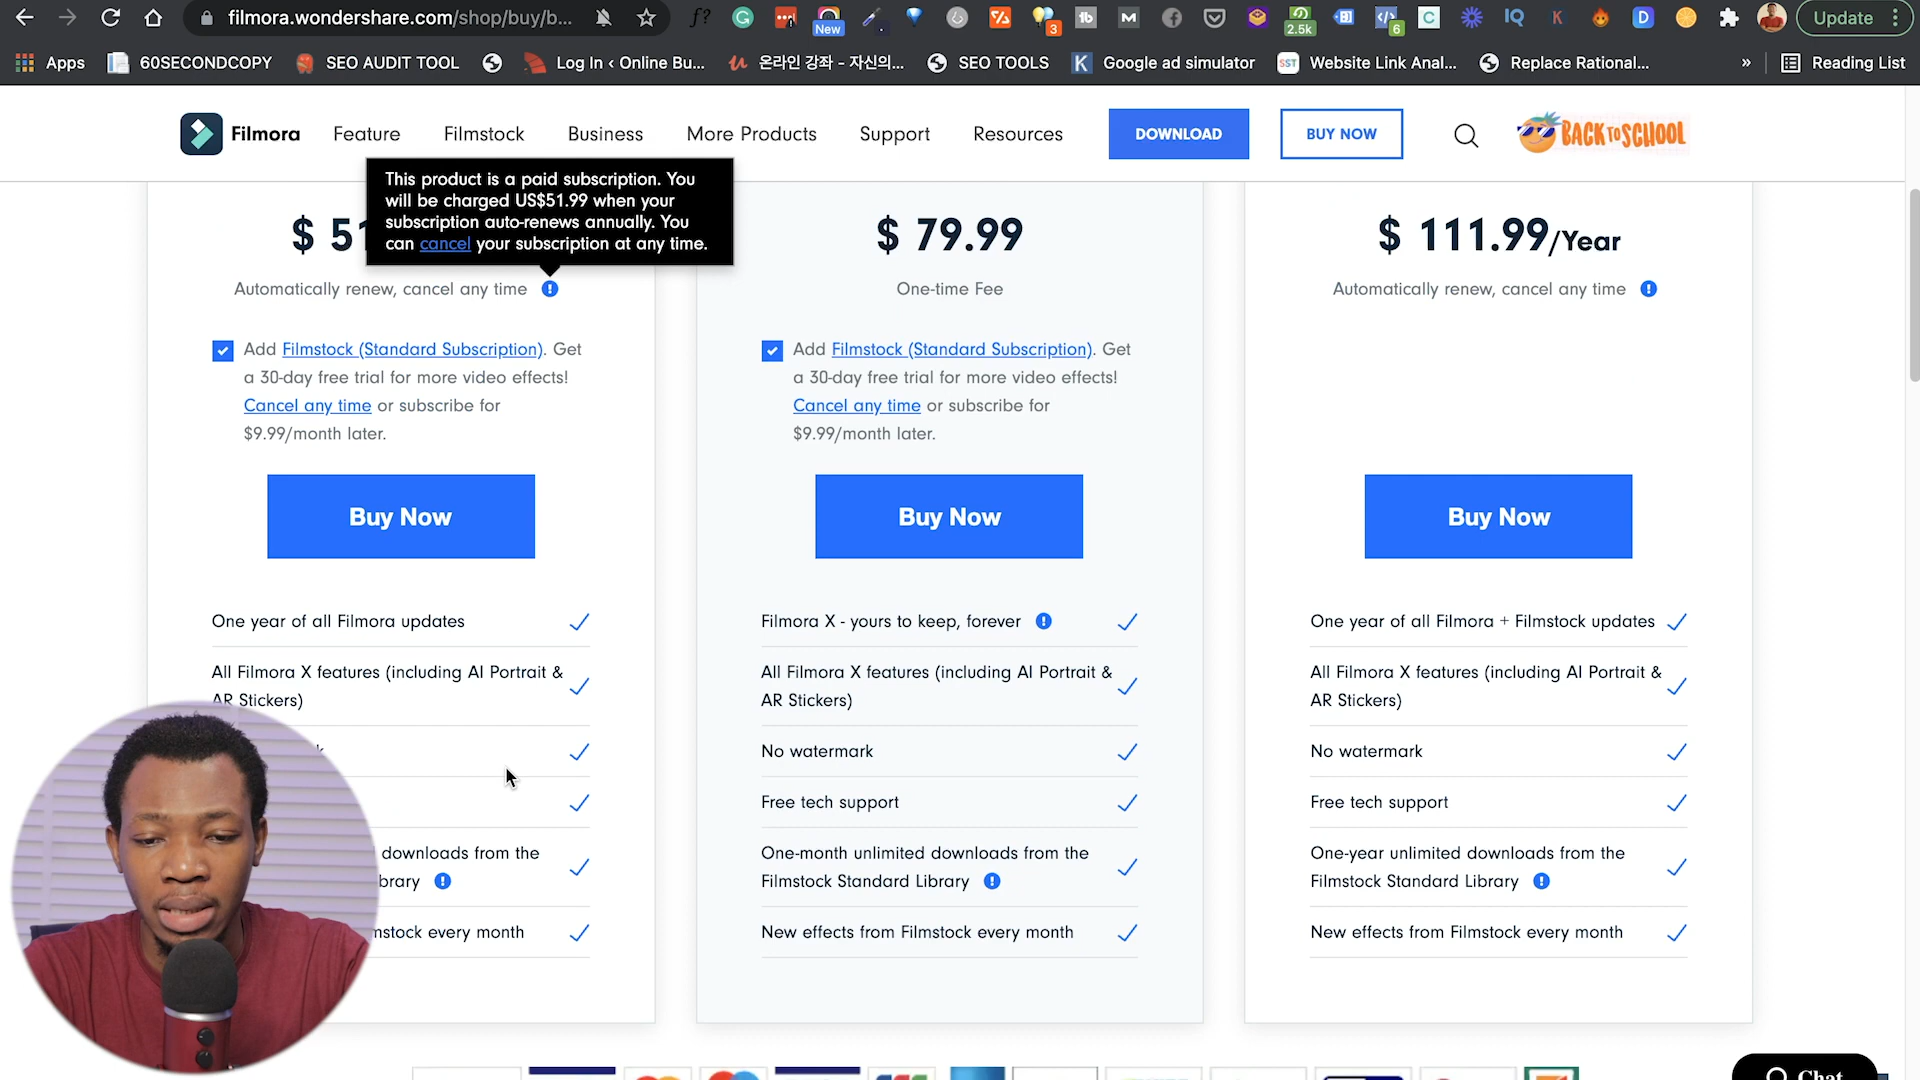 filmora.wondershare.com/shop/buy/b...
New
3
2.5k
6
Update
Apps
60SECONDCOPY
SEO AUDIT TOOL
Log In ‹ Online Bu...
온라인 강좌 - 자신의...
SEO TOOLS
Google ad simulator
Website Link Anal...
Replace Rational...
»
Reading List
Filmora
Feature
Filmstock
Business
More Products
Support
Resources
DOWNLOAD
BUY NOW
BACK TO SCHOOL
This product is a paid subscription. You
will be charged US$51.99 when your
subscription auto-renews annually. You
can cancel your subscription at any time.
$ 51
Automatically renew, cancel any time
Add Filmstock (Standard Subscription). Get
a 30-day free trial for more video effects!
Cancel any time or subscribe for
$9.99/month later.
Buy Now
One year of all Filmora updates
All Filmora X features (including AI Portrait &
AR Stickers)
downloads from the
brary
mstock every month
$ 79.99
One-time Fee
Add Filmstock (Standard Subscription). Get
a 30-day free trial for more video effects!
Cancel any time or subscribe for
$9.99/month later.
Buy Now
Filmora X - yours to keep, forever
All Filmora X features (including AI Portrait &
AR Stickers)
No watermark
Free tech support
One-month unlimited downloads from the
Filmstock Standard Library
New effects from Filmstock every month
$ 111.99/Year
Automatically renew, cancel any time
Buy Now
One year of all Filmora + Filmstock updates
All Filmora X features (including AI Portrait &
AR Stickers)
No watermark
Free tech support
One-year unlimited downloads from the
Filmstock Standard Library
New effects from Filmstock every month
Chat